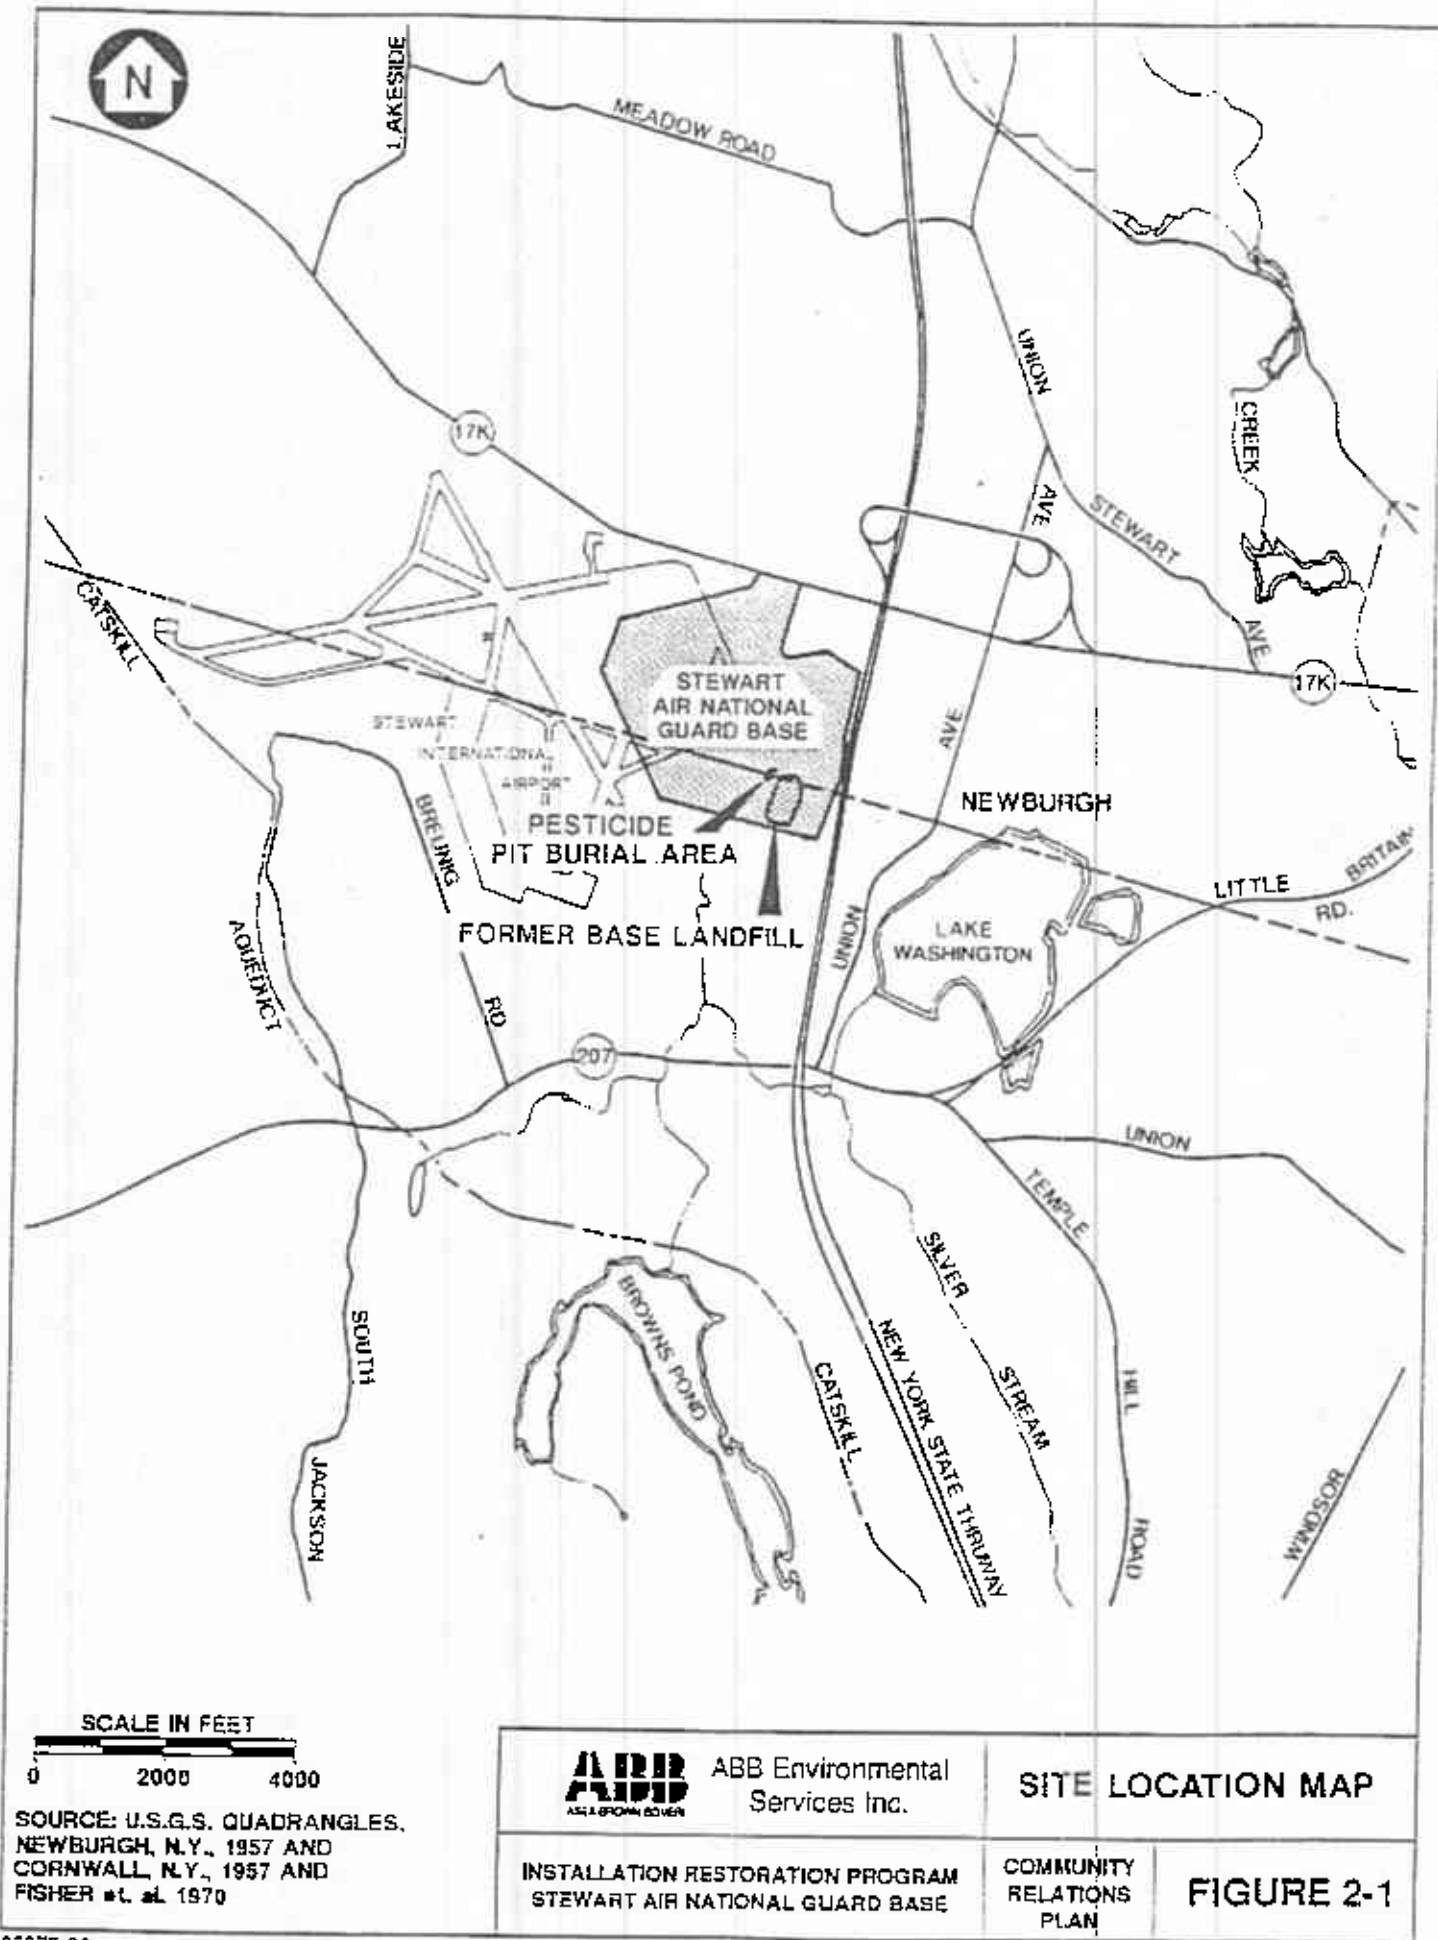 N
LAKESIDE
MEADOW ROAD
UNION
CREEK
17K
AVE
STEWART
AVE
17K
CATSKILL
STEWART
AIR NATIONAL
GUARD BASE
STEWART
INTERNATIONAL
AIRPORT
AVE
NEWBURGH
BREUNIG
PESTICIDE
PIT BURIAL AREA
LITTLE
BRITAIN
RD.
FORMER BASE LANDFILL
UNION
LAKE
WASHINGTON
AQUEDUCT
RD
207
UNION
TEMPLE
SILVER
BROWNS POND
SOUTH
CATSKILL
NEW YORK STATE THRUWAY
STREAM
HILL
JACKSON
ROAD
WINDSOR
SCALE IN FEET
0 2000 4000
SOURCE: U.S.G.S. QUADRANGLES,
NEWBURGH, N.Y., 1957 AND
CORNWALL, N.Y., 1957 AND
FISHER et. al. 1970
ABB
ASEA BROWN BOVERI
ABB Environmental
Services Inc.
SITE LOCATION MAP
INSTALLATION RESTORATION PROGRAM
STEWART AIR NATIONAL GUARD BASE
COMMUNITY
RELATIONS
PLAN
FIGURE 2-1